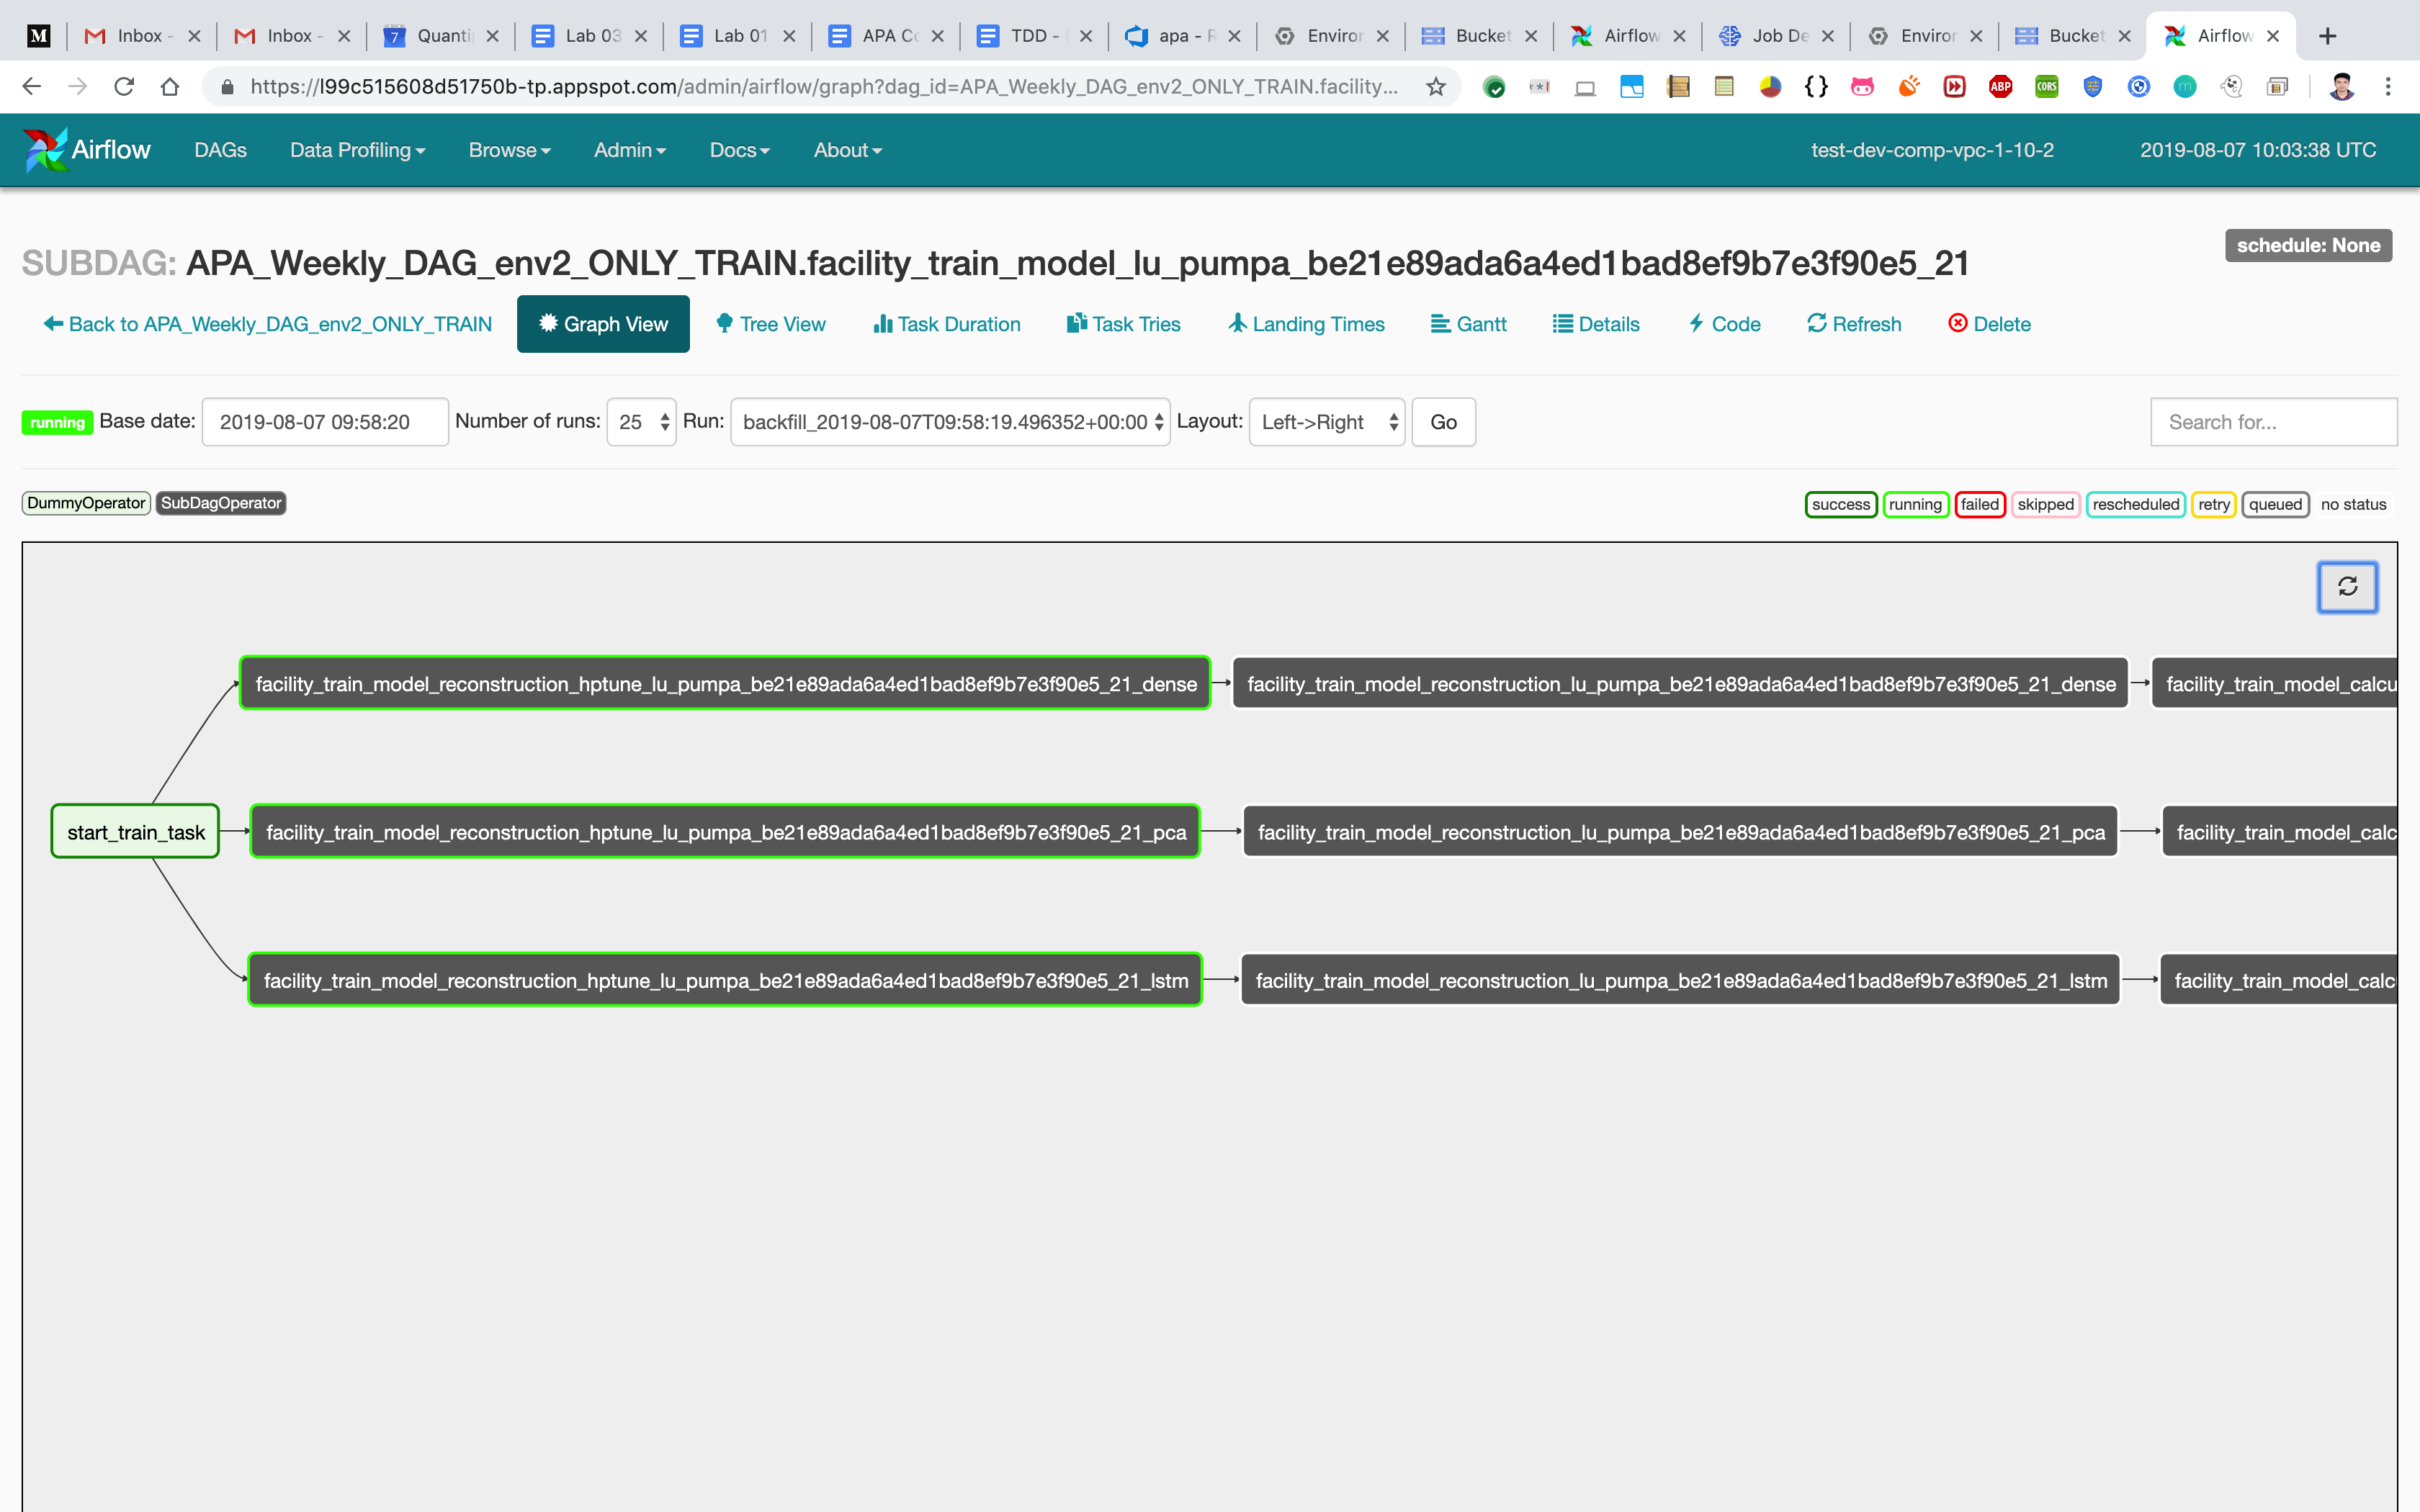 M Inbox - Inbox - 7 Quanti Lab 03 Lab 01 APA Co TDD - apa - R Enviror Bucket Airflow Job De Enviror Bucket Airflow
https://l99c515608d51750b-tp.appspot.com/admin/airflow/graph?dag_id=APA_Weekly_DAG_env2_ONLY_TRAIN.facility... {} ABP CORS m
Airflow DAGs Data Profiling Browse Admin Docs About test-dev-comp-vpc-1-10-2 2019-08-07 10:03:38 UTC
SUBDAG: APA_Weekly_DAG_env2_ONLY_TRAIN.facility_train_model_lu_pumpa_be21e89ada6a4ed1bad8ef9b7e3f90e5_21 schedule: None
Back to APA_Weekly_DAG_env2_ONLY_TRAIN Graph View Tree View Task Duration Task Tries Landing Times Gantt Details Code Refresh Delete
running Base date: 2019-08-07 09:58:20 Number of runs: 25 Run: backfill_2019-08-07T09:58:19.496352+00:00 Layout: Left->Right Go Search for...
DummyOperator SubDagOperator success running failed skipped rescheduled retry queued no status
facility_train_model_reconstruction_hptune_lu_pumpa_be21e89ada6a4ed1bad8ef9b7e3f90e5_21_dense facility_train_model_reconstruction_lu_pumpa_be21e89ada6a4ed1bad8ef9b7e3f90e5_21_dense facility_train_model_calcu
start_train_task facility_train_model_reconstruction_hptune_lu_pumpa_be21e89ada6a4ed1bad8ef9b7e3f90e5_21_pca facility_train_model_reconstruction_lu_pumpa_be21e89ada6a4ed1bad8ef9b7e3f90e5_21_pca facility_train_model_calc
facility_train_model_reconstruction_hptune_lu_pumpa_be21e89ada6a4ed1bad8ef9b7e3f90e5_21_lstm facility_train_model_reconstruction_lu_pumpa_be21e89ada6a4ed1bad8ef9b7e3f90e5_21_lstm facility_train_model_calc